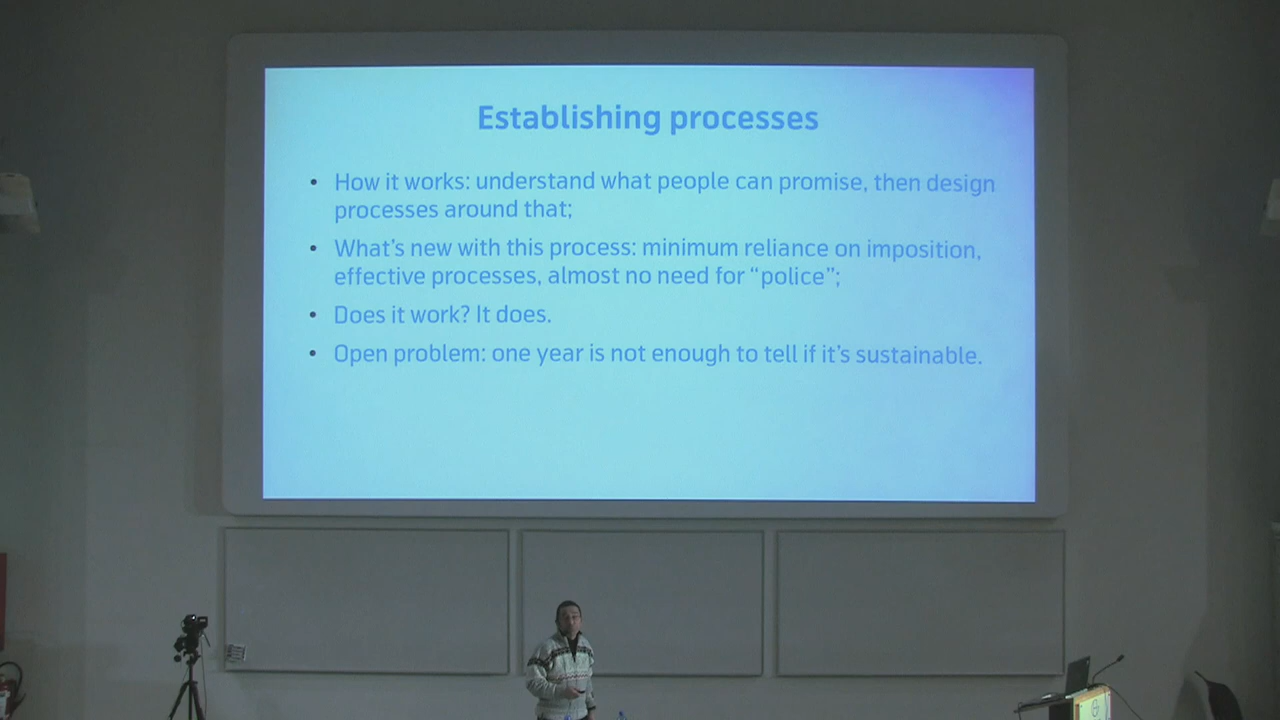 Establishing processes
• How it works: understand what people can promise, then design
processes around that;
• What's new with this process: minimum reliance on imposition,
effective processes, almost no need for “police”;
• Does it work? It does.
• Open problem: one year is not enough to tell if it's sustainable.